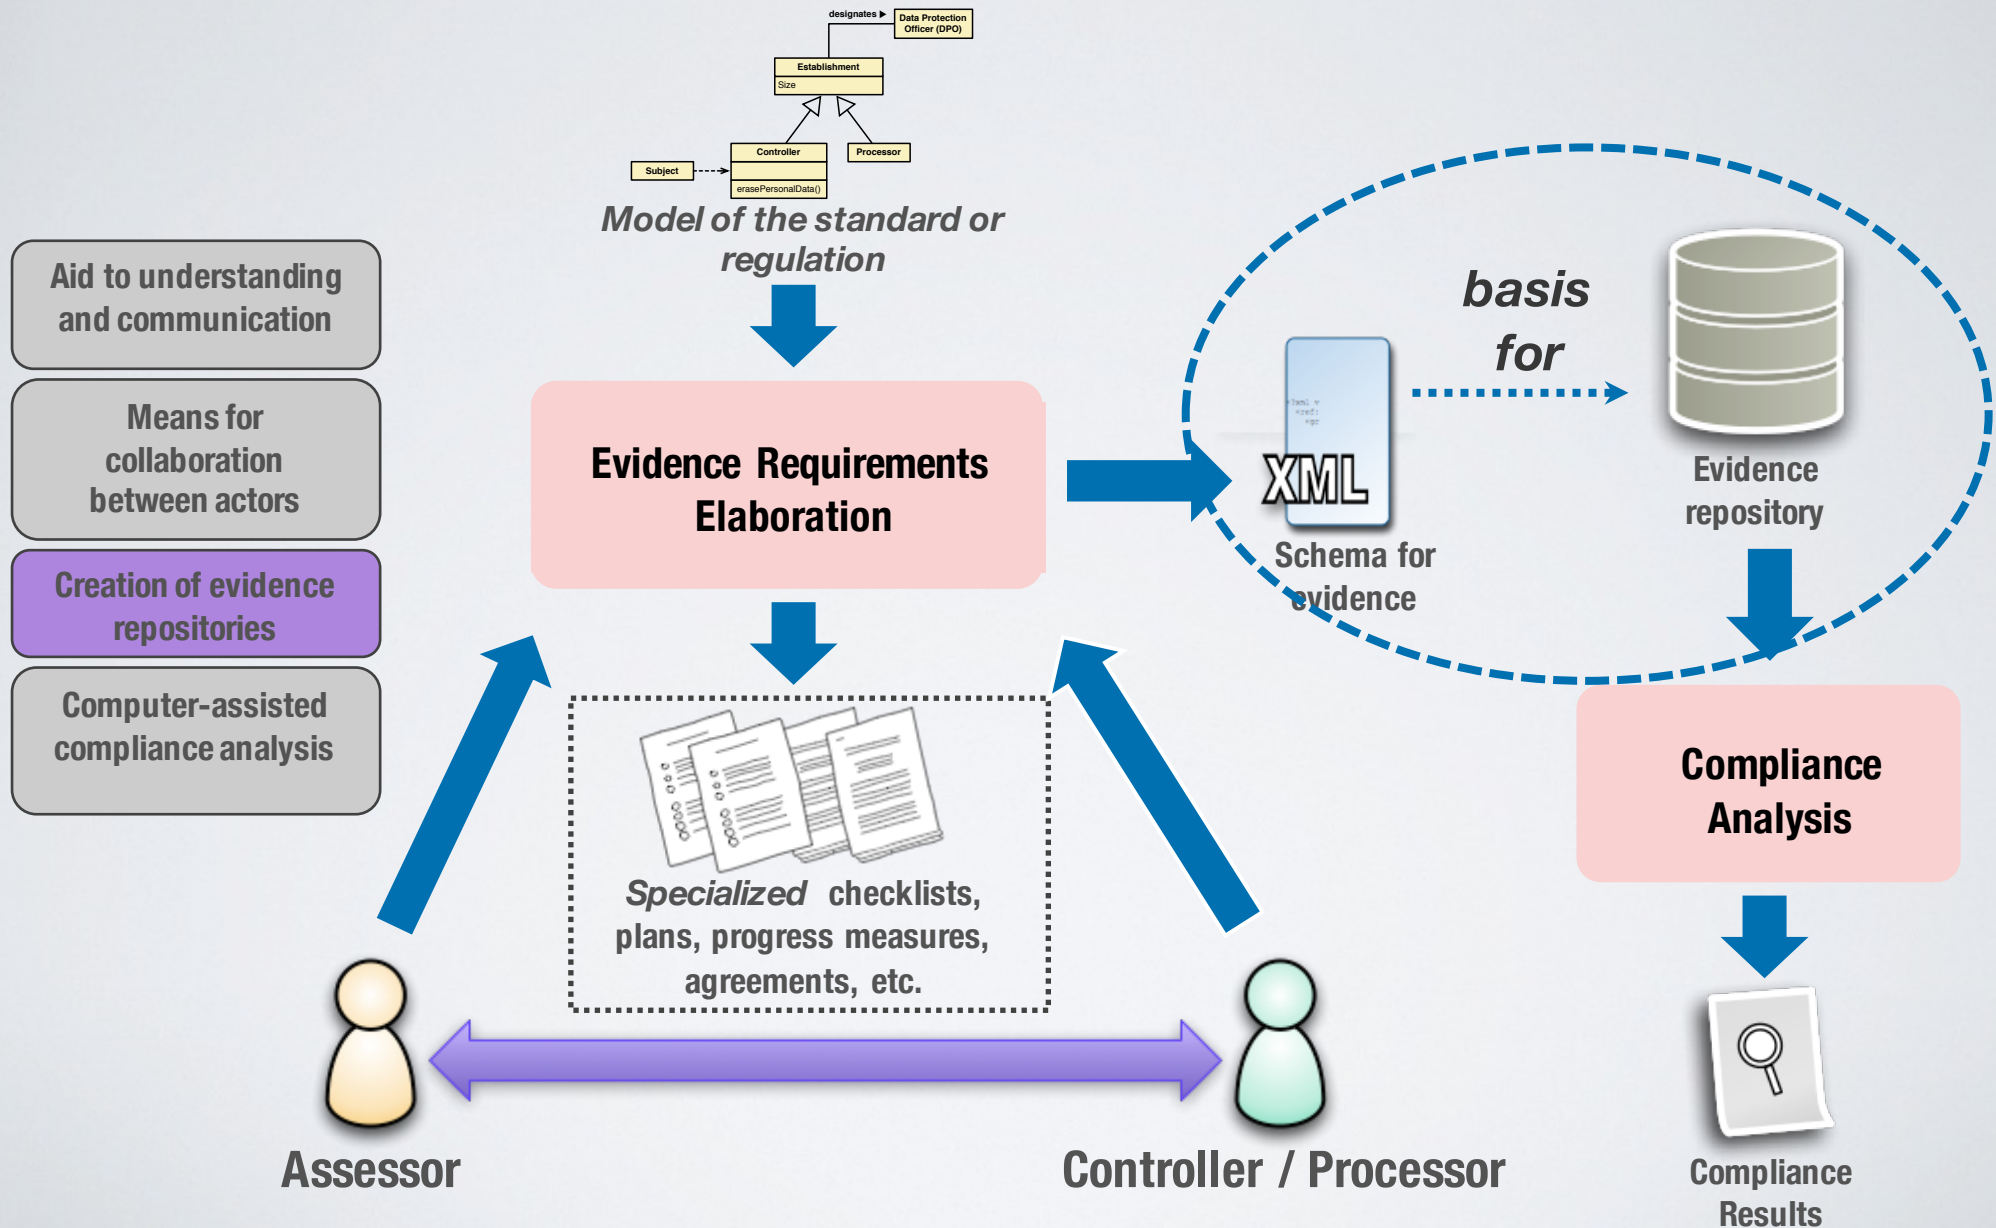 designates ▶
Data Protection
Officer (DPO)
Establishment
Size
Controller
Processor
Subject
erasePersonalData()
Model of the standard or
regulation
Aid to understanding
and communication
Means for
collaboration
between actors
Creation of evidence
repositories
Computer-assisted
compliance analysis
Evidence Requirements
Elaboration
basis
for
XML
Schema for
evidence
Evidence
repository
Specialized checklists,
plans, progress measures,
agreements, etc.
Compliance
Analysis
Assessor
Controller / Processor
Compliance
Results